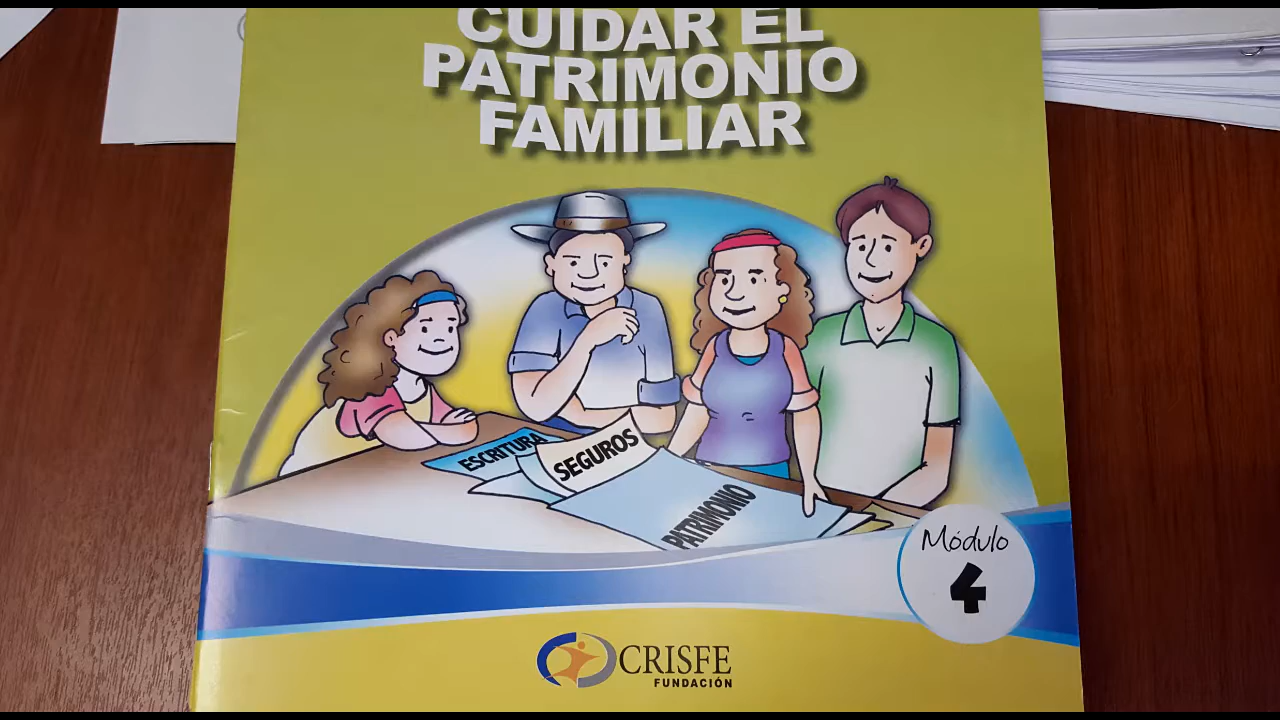 CUIDAR EL
PATRIMONIO
FAMILIAR
ESCRITURA
SEGUROS
PATRIMONIO
Módulo
4
CRISFE
FUNDACIÓN